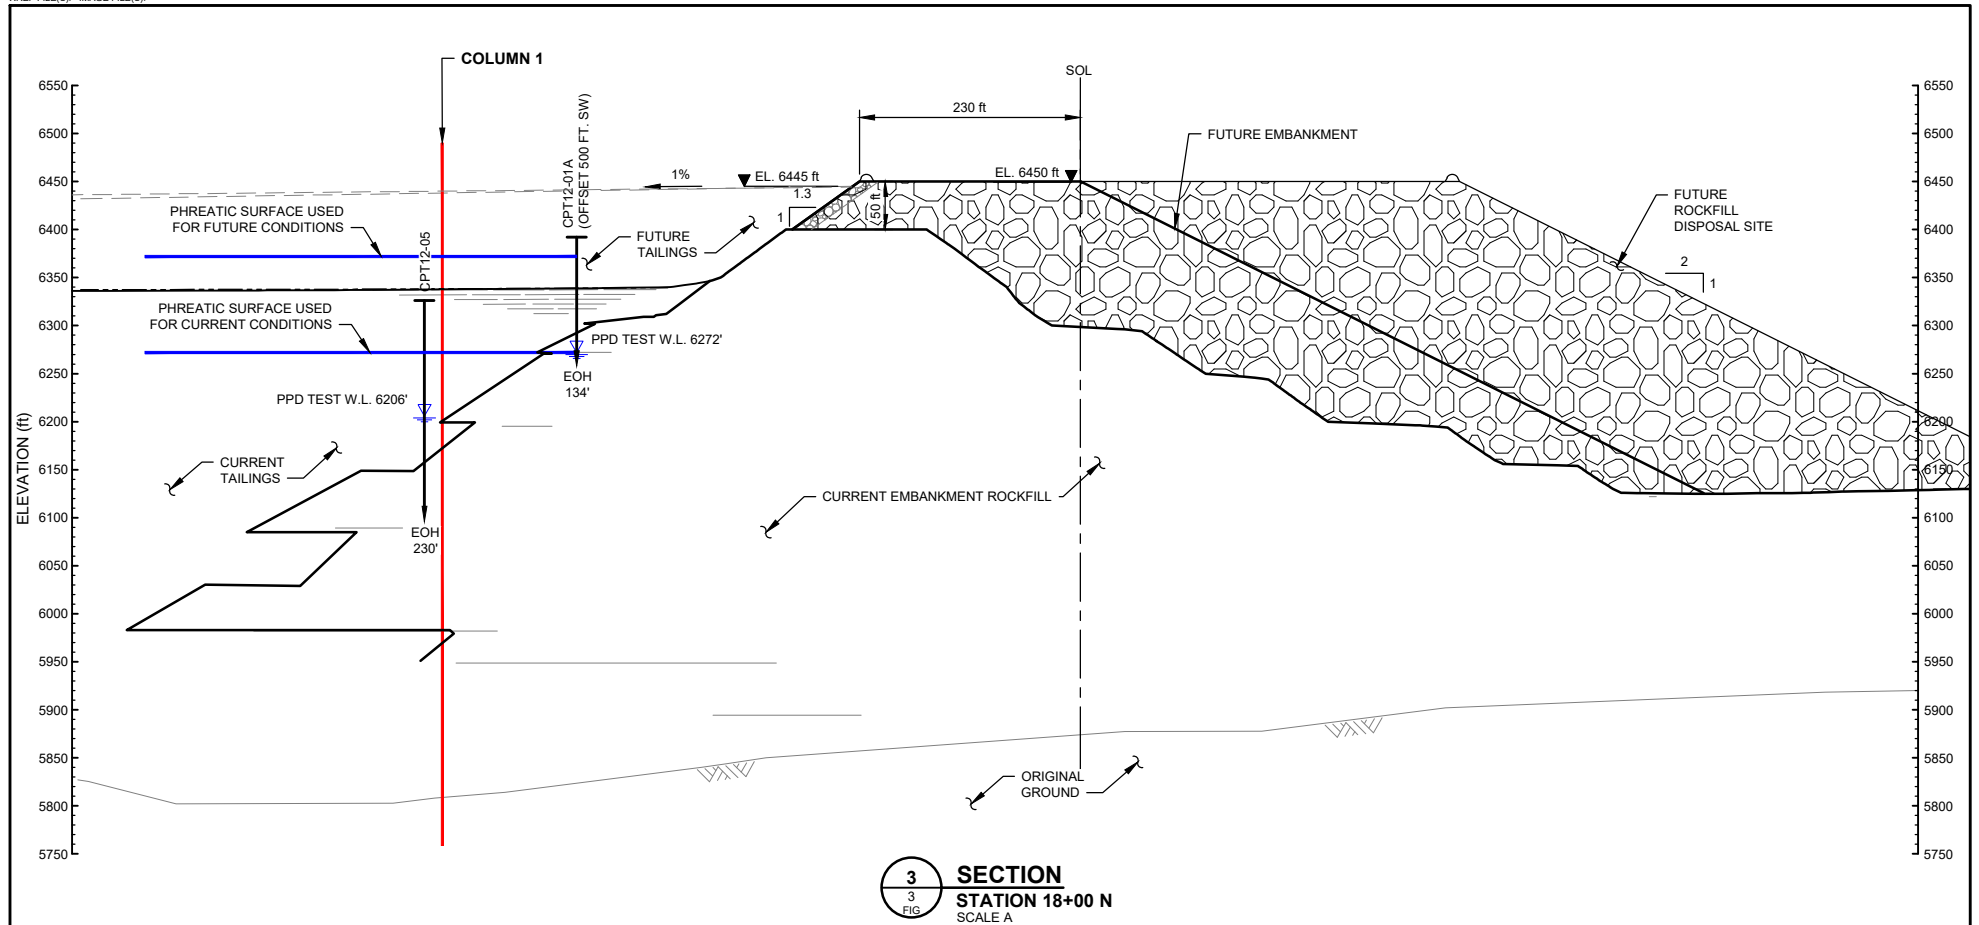 COLUMN 1
SOL
6550
6500
6450
6400
6350
6300
6250
6200
6150
6100
6050
6000
5950
5900
5850
5800
5750
ELEVATION (ft)
CPT12-01A
(OFFSET 500 FT. SW)
230 ft
FUTURE EMBANKMENT
1%
EL. 6445 ft
EL. 6450 ft
1.3
1
50 ft
PHREATIC SURFACE USED
FOR FUTURE CONDITIONS
CPT12-05
FUTURE
TAILINGS
FUTURE
ROCKFILL
DISPOSAL SITE
2
1
PHREATIC SURFACE USED
FOR CURRENT CONDITIONS
PPD TEST W.L. 6272'
EOH
134'
PPD TEST W.L. 6206'
CURRENT
TAILINGS
CURRENT EMBANKMENT ROCKFILL
EOH
230'
ORIGINAL
GROUND
6550
6500
6450
6400
6350
6300
6250
6200
6150
6100
6050
6000
5950
5900
5850
5800
5750
3
3
FIG
SECTION
STATION 18+00 N
SCALE A